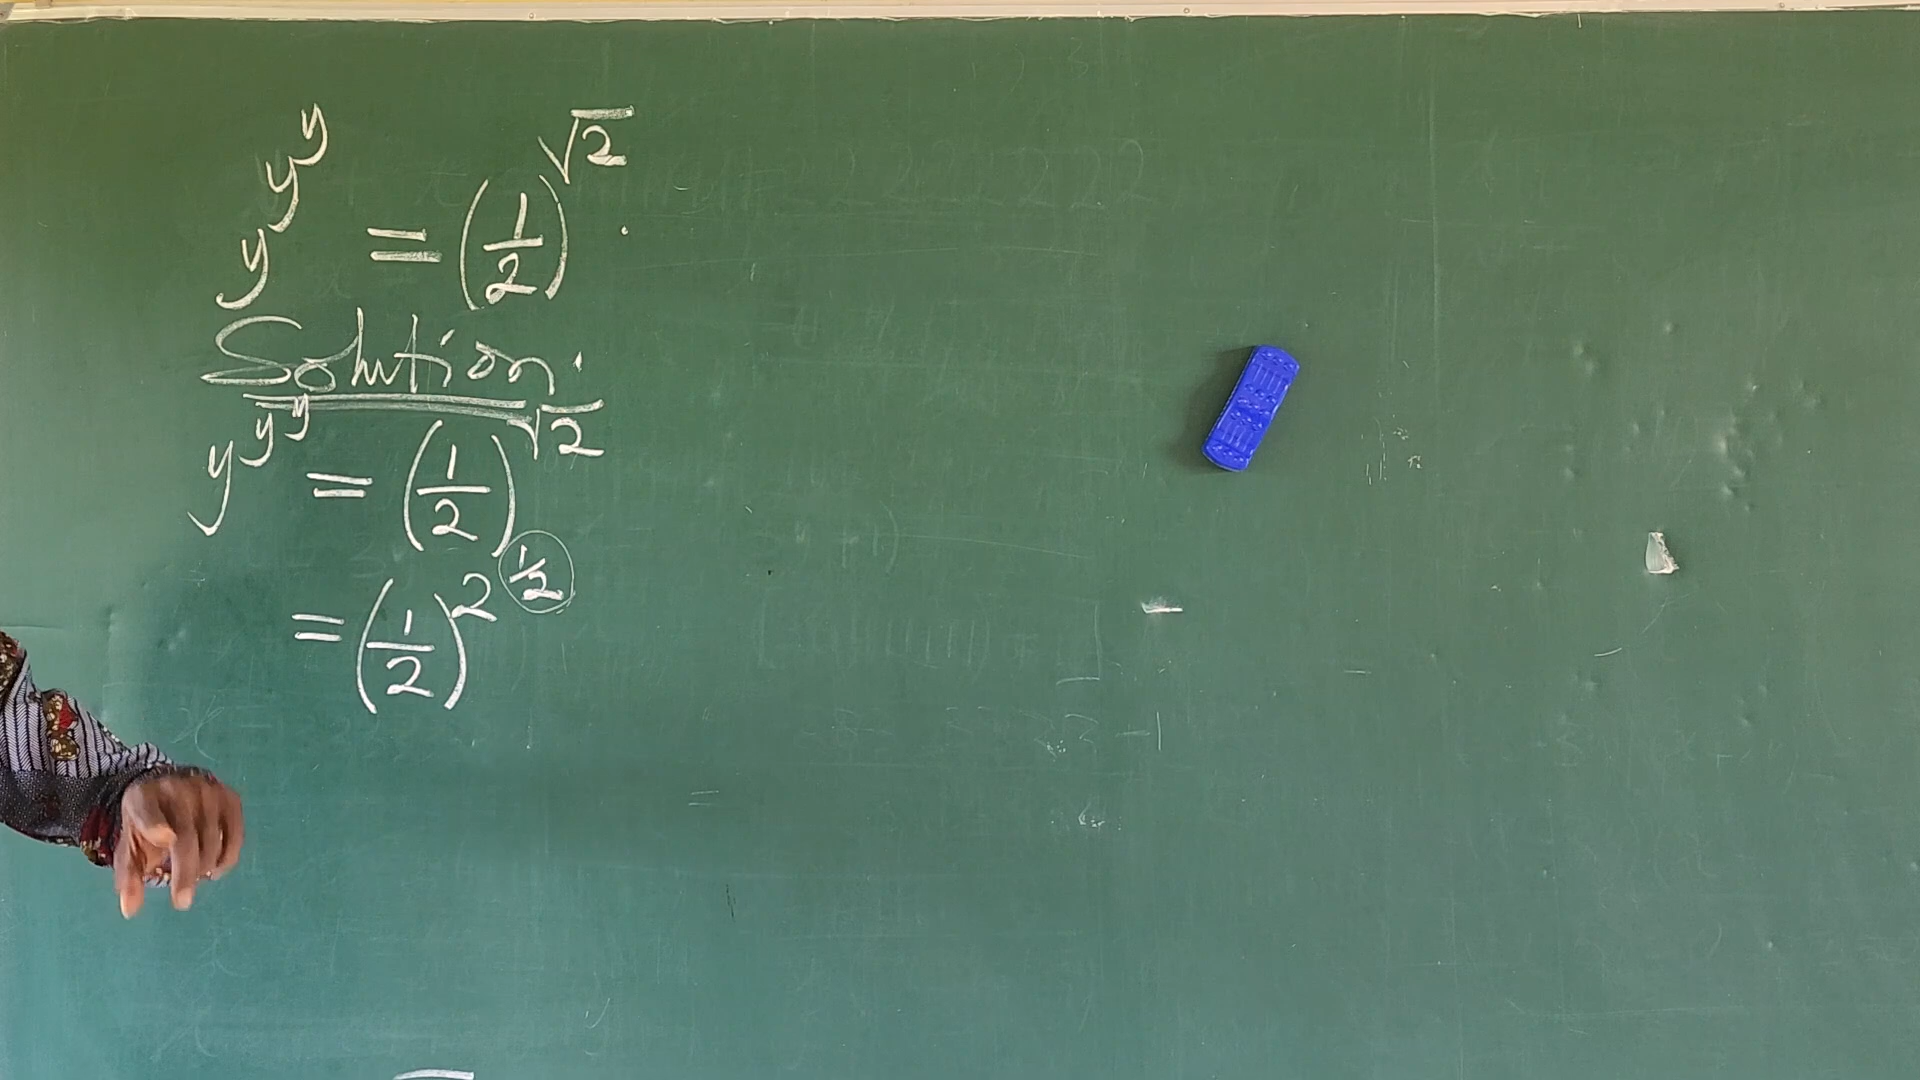 y^y^y = (1/2)^√2 .
Solution.
y^y^y = (1/2)^√2
= (1/2)^2^1/2